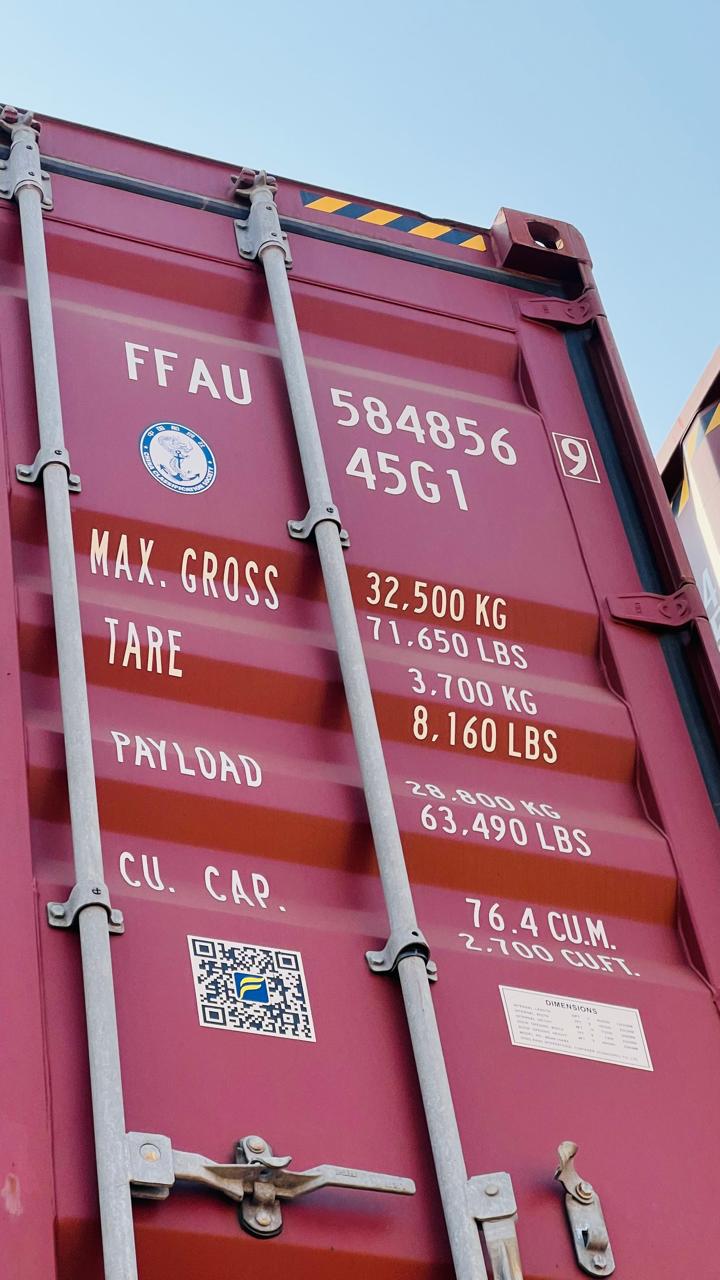 FFAU 584856 9
45G1
MAX. GROSS 32,500 KG
71,650 LBS
TARE 3,700 KG
8,160 LBS
PAYLOAD 28,800 KG
63,490 LBS
CU. CAP. 76.4 CU.M.
2,700 CU.FT.
DIMENSIONS